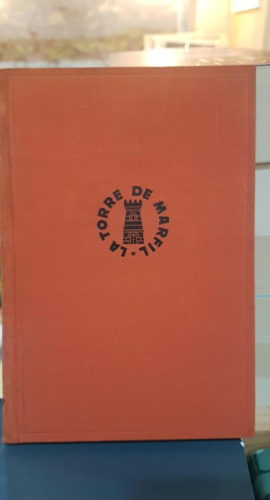 LA TORRE DE MARFIL ·